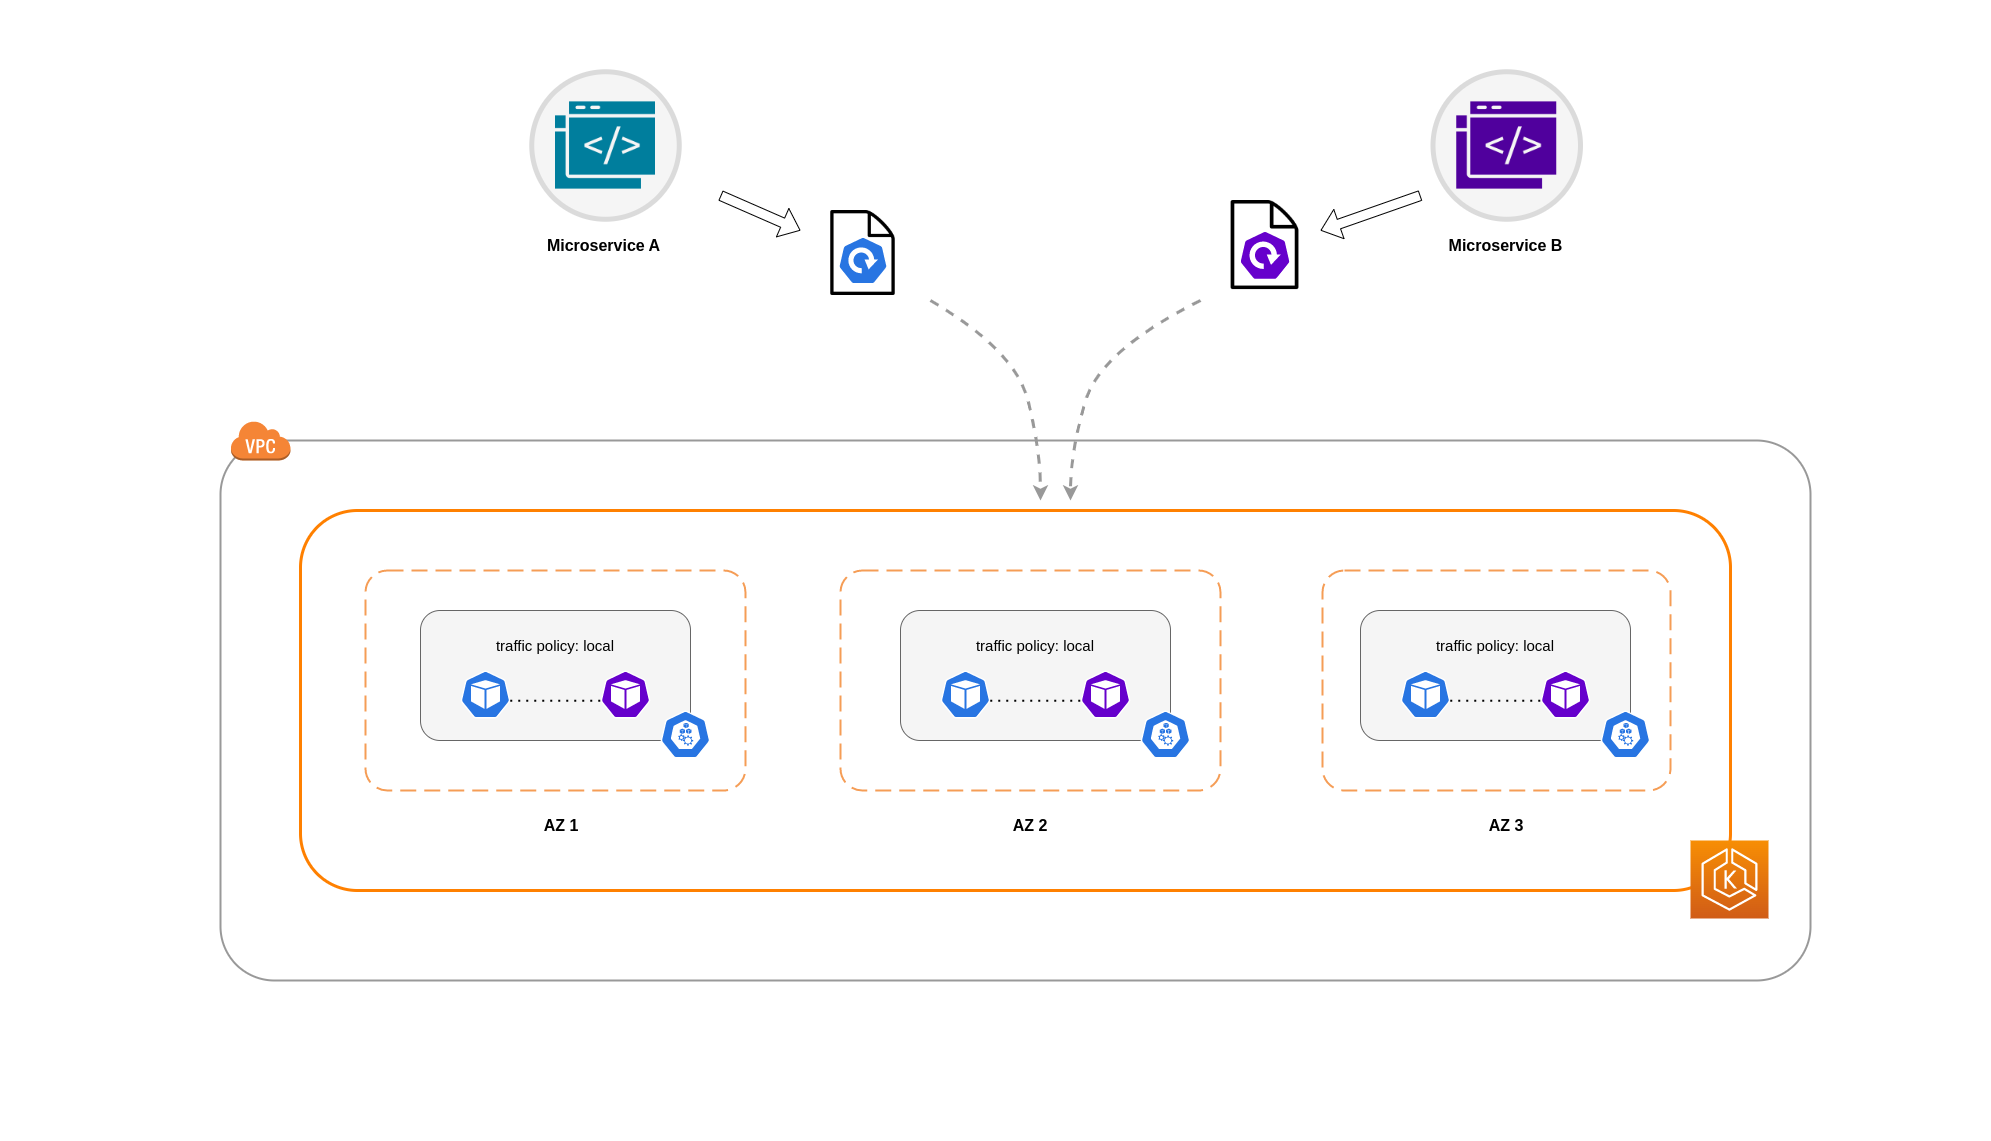 </>
</>
Microservice A
Microservice B
VPC
traffic policy: local
traffic policy: local
traffic policy: local
AZ 1
AZ 2
AZ 3
K